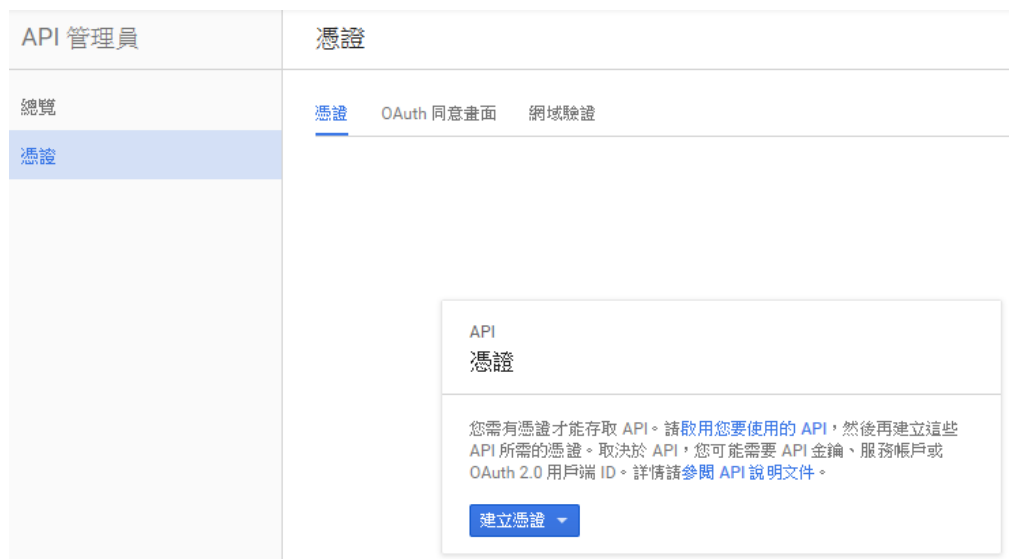 API 管理員
憑證
總覽
憑證
憑證 OAuth 同意畫面 網域驗證
API
憑證
您需有憑證才能存取 API。請啟用您要使用的 API,然後再建立這些
API 所需的憑證。取決於 API,您可能需要 API 金鑰、服務帳戶或
OAuth 2.0 用戶端 ID。詳情請參閱 API 說明文件。
建立憑證